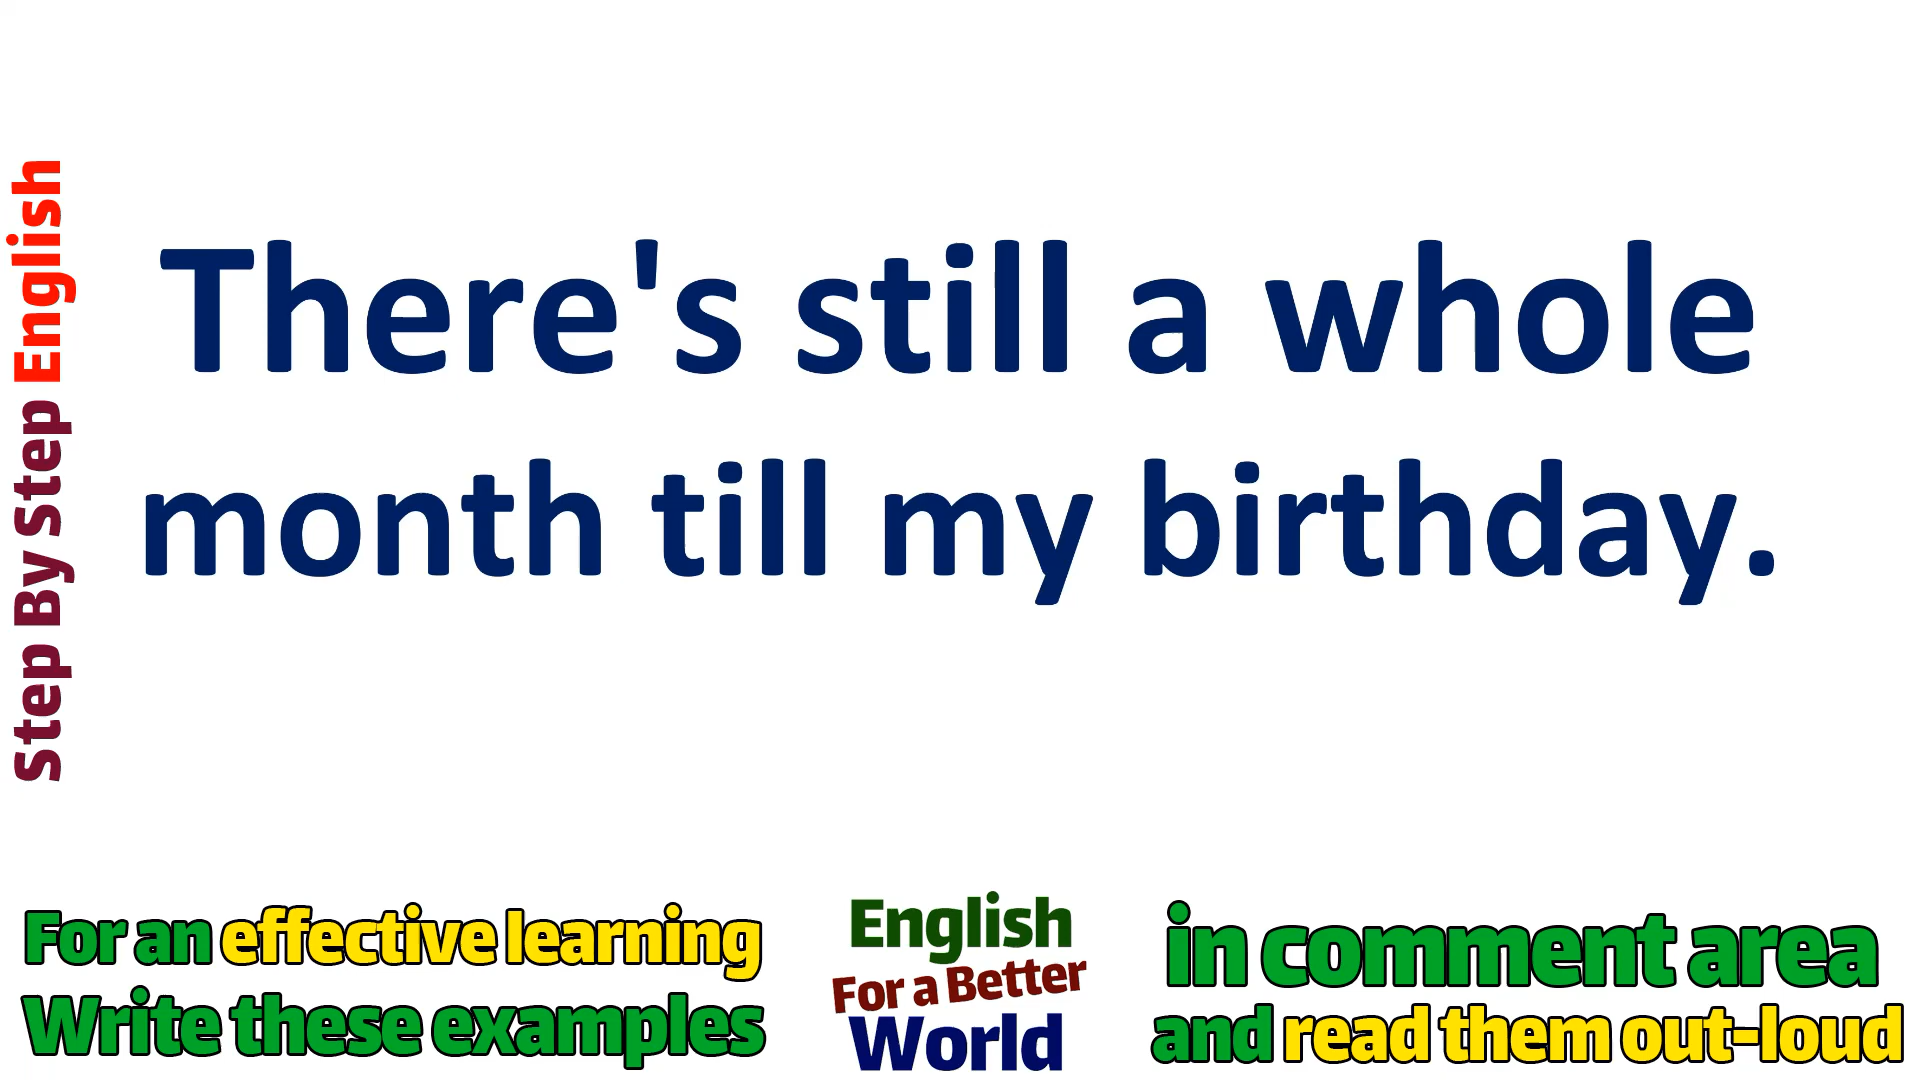 Step By Step English
There's still a whole
month till my birthday.
For an effective learning
Write these examples
English
For a Better
World
in comment area
and read them out-loud